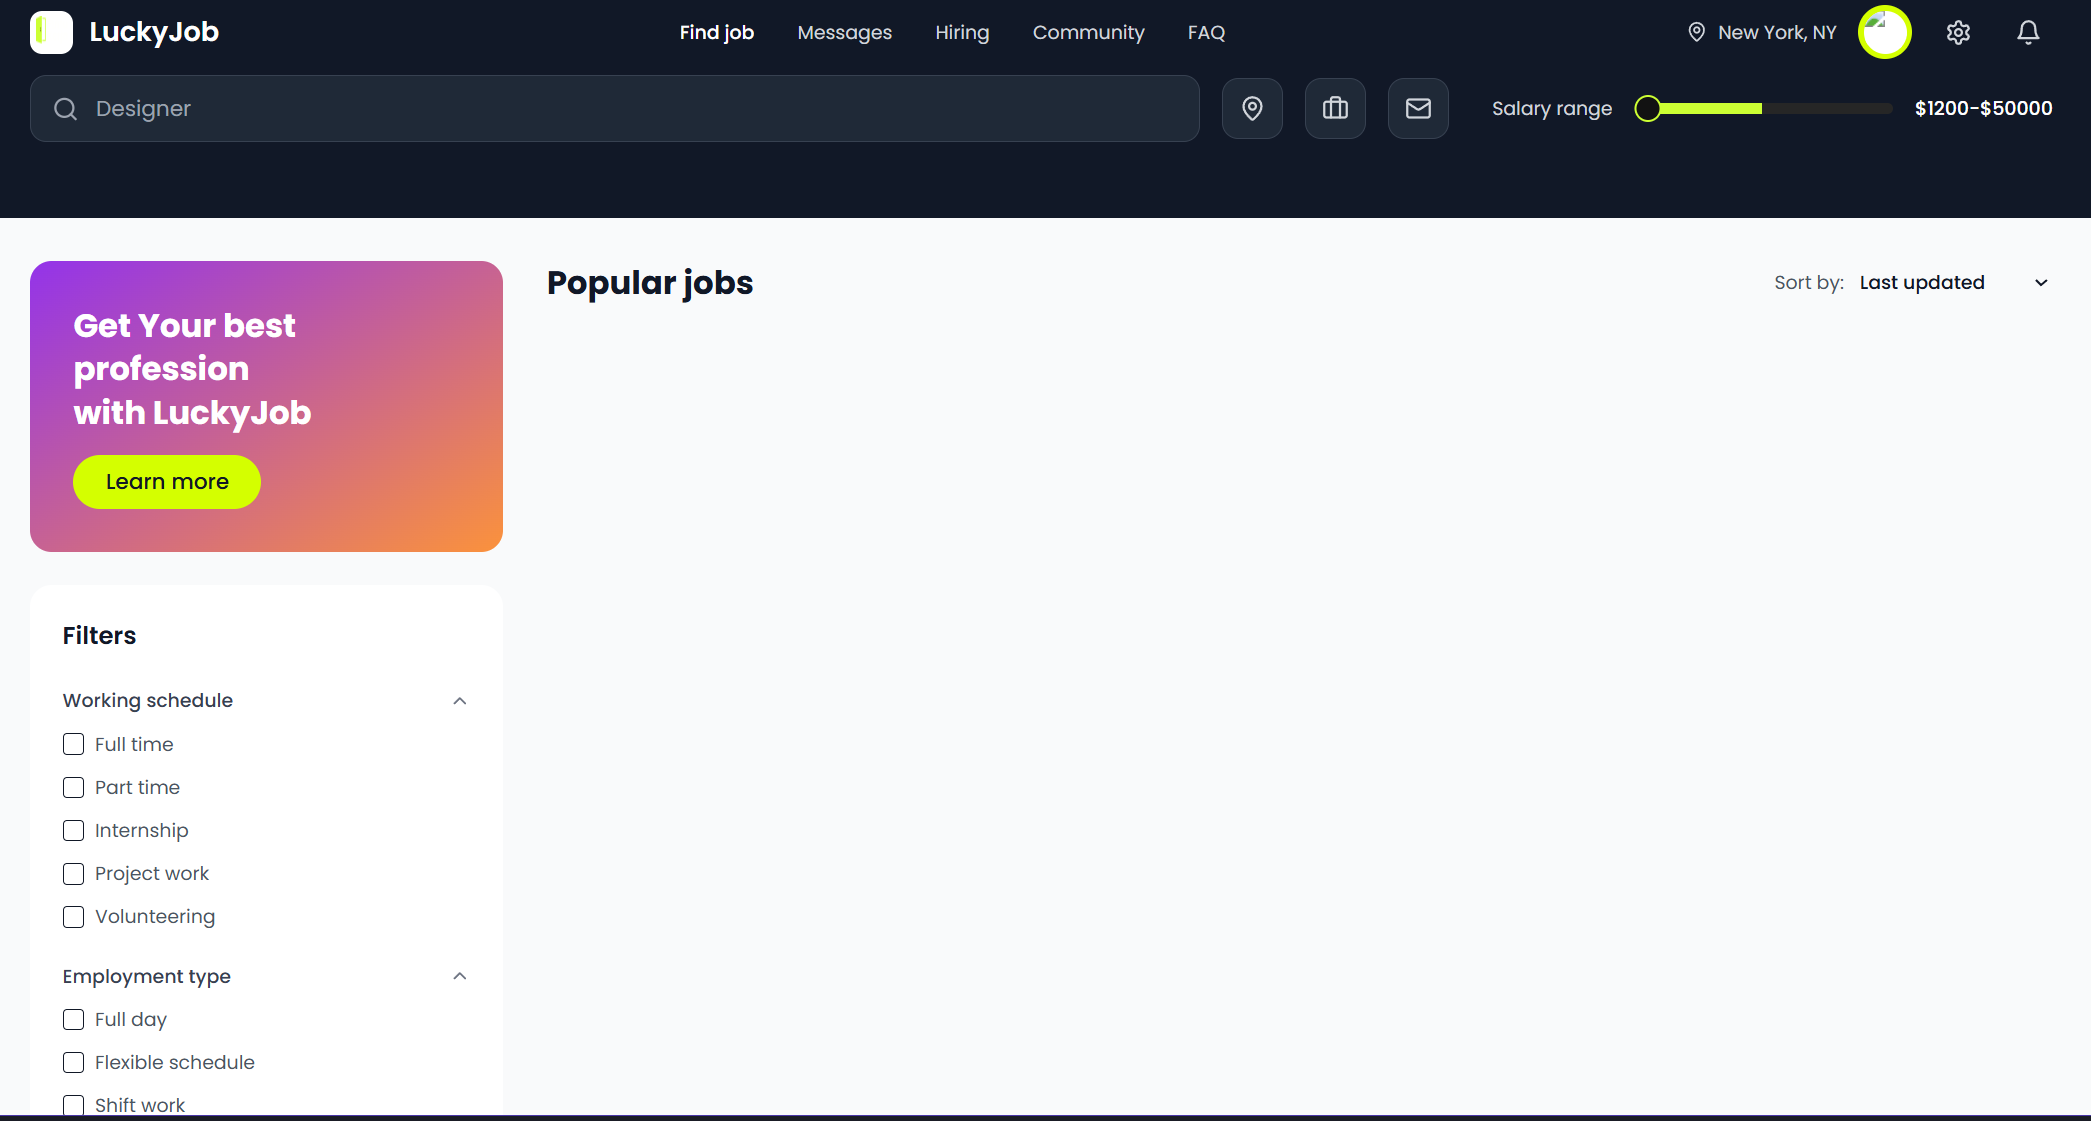 LuckyJob
Find job
Messages
Hiring
Community
FAQ
New York, NY
Designer
Salary range
$1200-$50000
Get Your best
profession
with LuckyJob
Learn more
Popular jobs
Sort by: Last updated
Filters
Working schedule
Full time
Part time
Internship
Project work
Volunteering
Employment type
Full day
Flexible schedule
Shift work